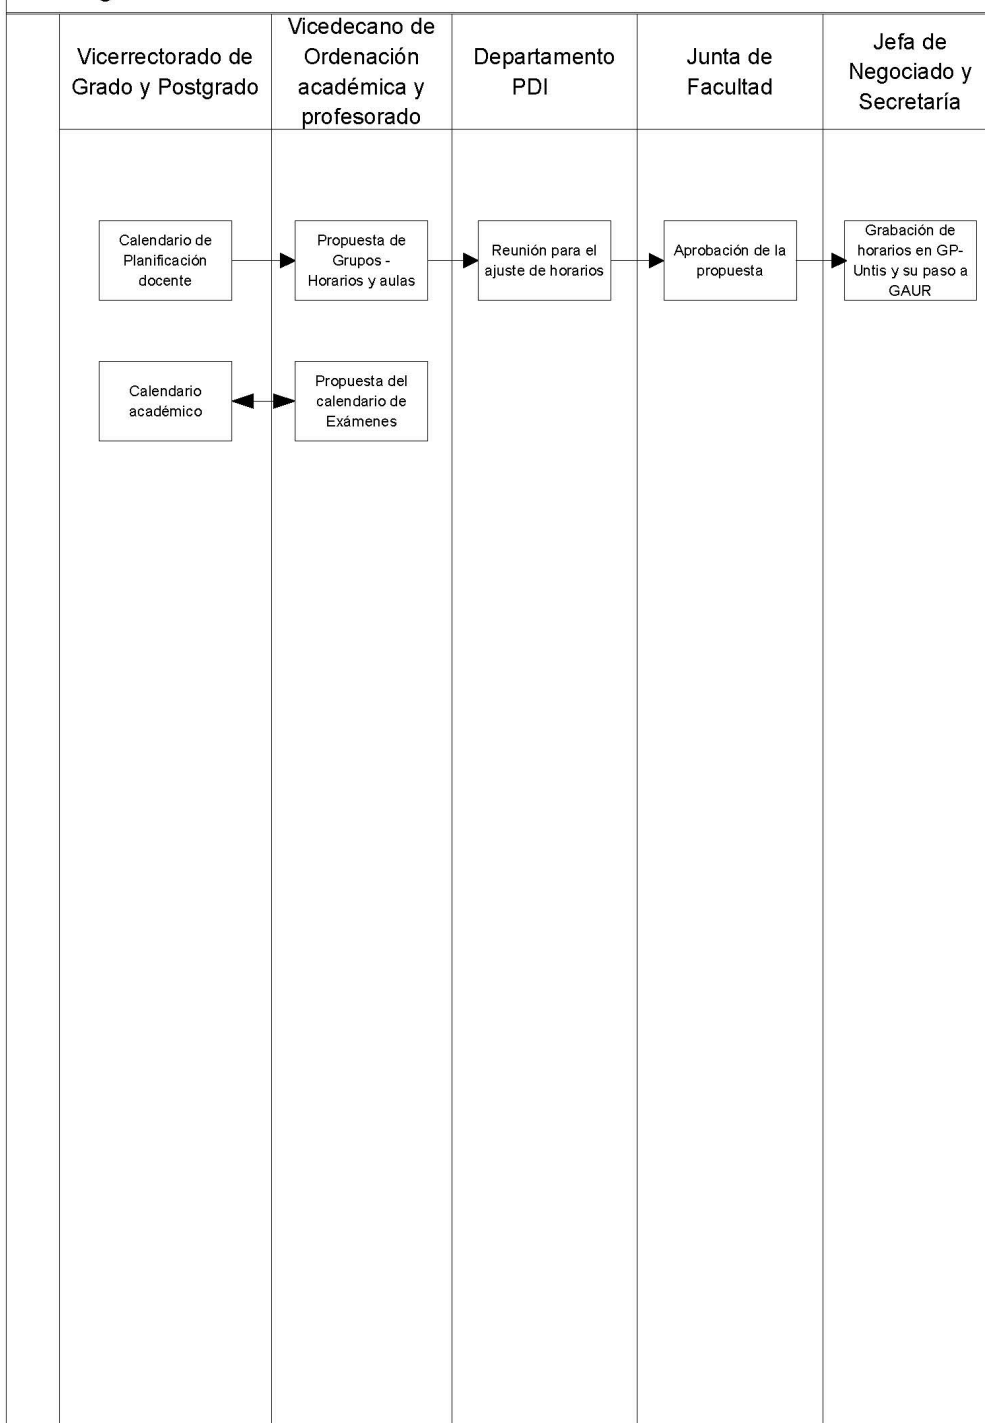 Vicerrectorado de
Grado y Postgrado
Vicedecano de
Ordenación
académica y
profesorado
Departamento
PDI
Junta de
Facultad
Jefa de
Negociado y
Secretaría
Calendario de
Planificación
docente
Propuesta de
Grupos -
Horarios y aulas
Reunión para el
ajuste de horarios
Aprobación de la
propuesta
Grabación de
horarios en GP-
Untis y su paso a
GAUR
Calendario
académico
Propuesta del
calendario de
Exámenes